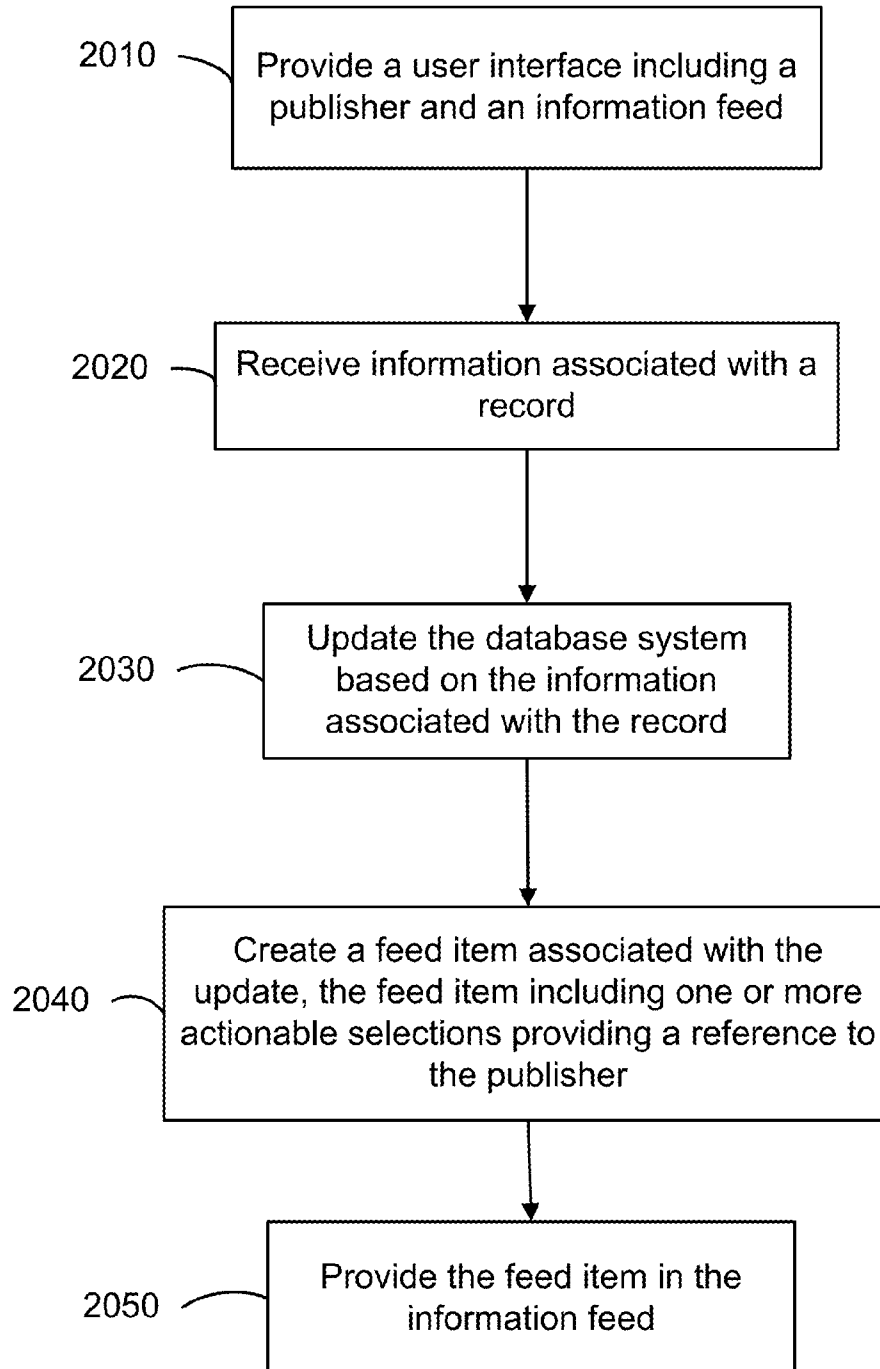 2010
Provide a user interface including a
publisher and an information feed
2020
Receive information associated with a
record
2030
Update the database system
based on the information
associated with the record
2040
Create a feed item associated with the
update, the feed item including one or more
actionable selections providing a reference to
the publisher
2050
Provide the feed item in the
information feed